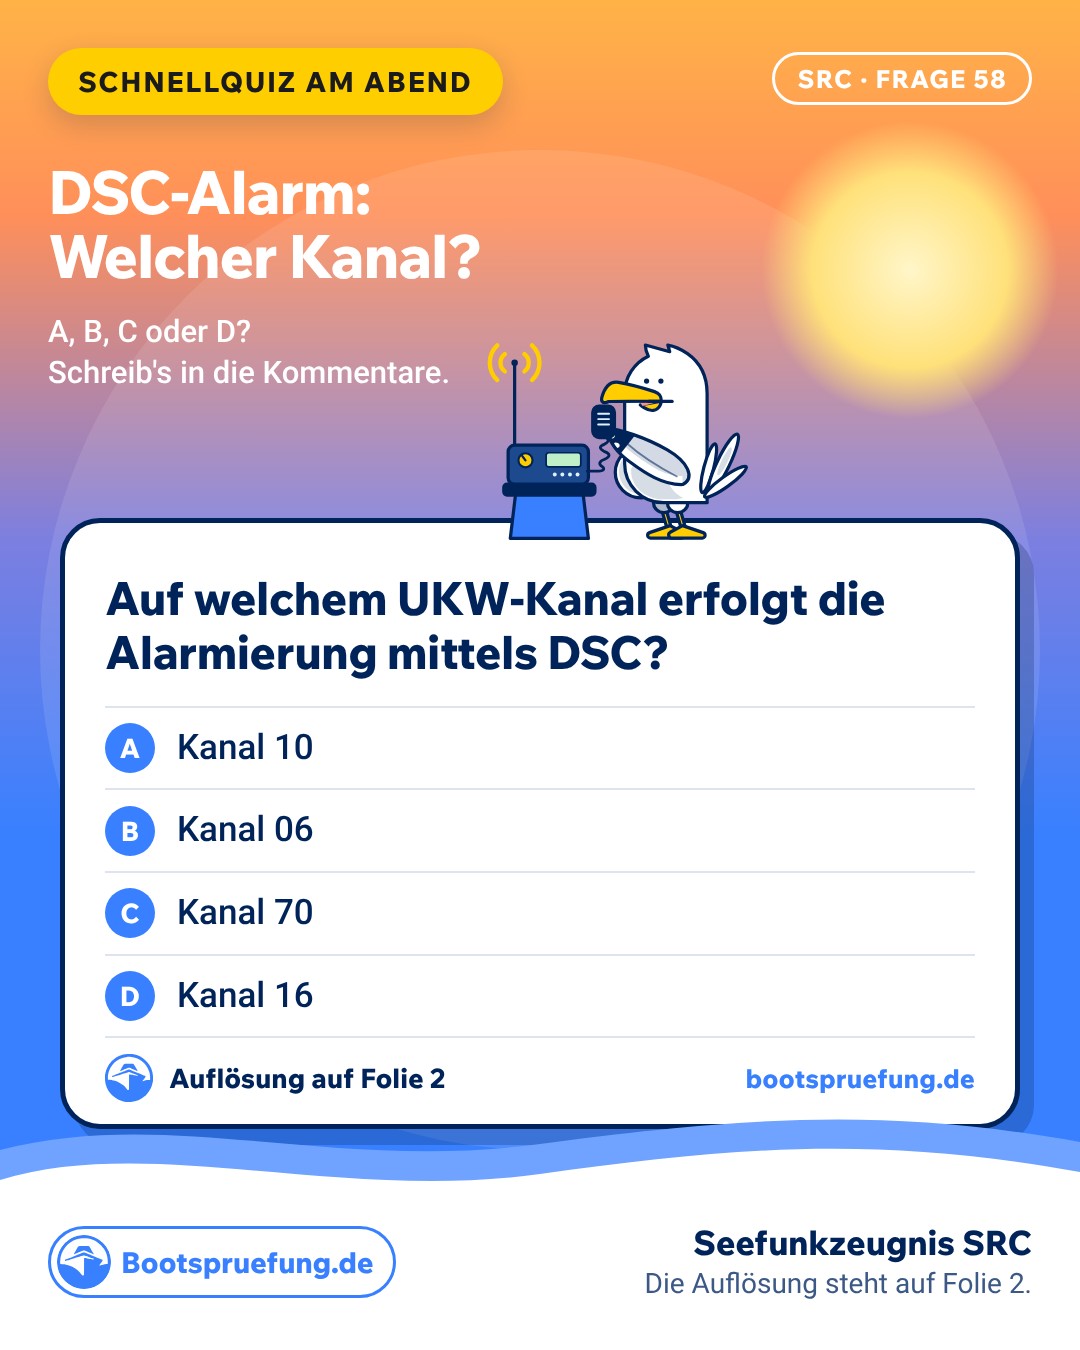 SCHNELLQUIZ AM ABEND
SRC · FRAGE 58
DSC-Alarm:
Welcher Kanal?
A, B, C oder D?
Schreib's in die Kommentare.
Auf welchem UKW-Kanal erfolgt die
Alarmierung mittels DSC?
A Kanal 10
B Kanal 06
C Kanal 70
D Kanal 16
Auflösung auf Folie 2
bootspruefung.de
Bootspruefung.de
Seefunkzeugnis SRC
Die Auflösung steht auf Folie 2.